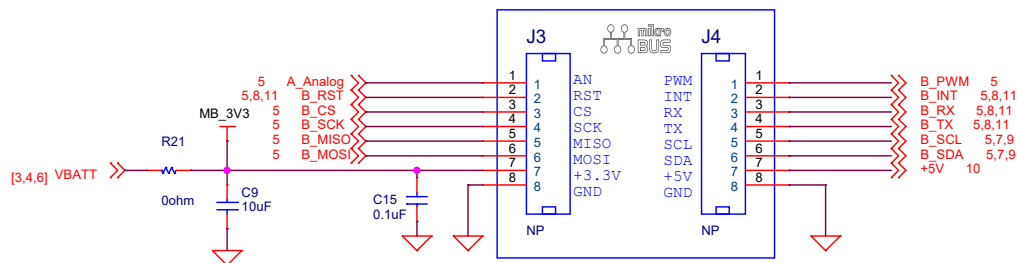 mikro
BUS
J3 J4
5 A_Analog 1 1 AN PWM 1 1 B_PWM 5
5,8,11 B_RST 2 2 RST INT 2 2 B_INT 5,8,11
5 B_CS 3 3 CS RX 3 3 B_RX 5,8,11
5 B_SCK 4 4 SCK TX 4 4 B_TX 5,8,11
5 B_MISO 5 5 MISO SCL 5 5 B_SCL 5,7,9
5 B_MOSI 6 6 MOSI SDA 6 6 B_SDA 5,7,9
7 7 +3.3V +5V 7 7 +5V 10
8 8 GND GND 8 8
MB_3V3
R21
[3,4,6] VBATT
0ohm
C9
10uF
C15
0.1uF
NP NP